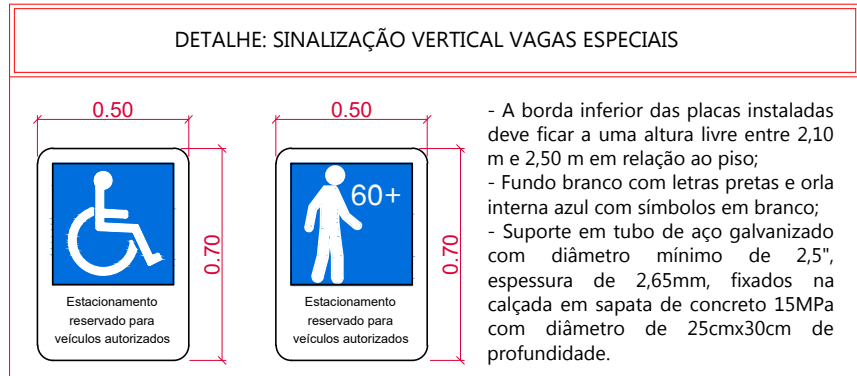 DETALHE: SINALIZAÇÃO VERTICAL VAGAS ESPECIAIS
0.50
0.70
Estacionamento
reservado para
veículos autorizados
0.50
60+
0.70
Estacionamento
reservado para
veículos autorizados
- A borda inferior das placas instaladas
deve ficar a uma altura livre entre 2,10
m e 2,50 m em relação ao piso;
- Fundo branco com letras pretas e orla
interna azul com símbolos em branco;
- Suporte em tubo de aço galvanizado
com diâmetro mínimo de 2,5",
espessura de 2,65mm, fixados na
calçada em sapata de concreto 15MPa
com diâmetro de 25cmx30cm de
profundidade.